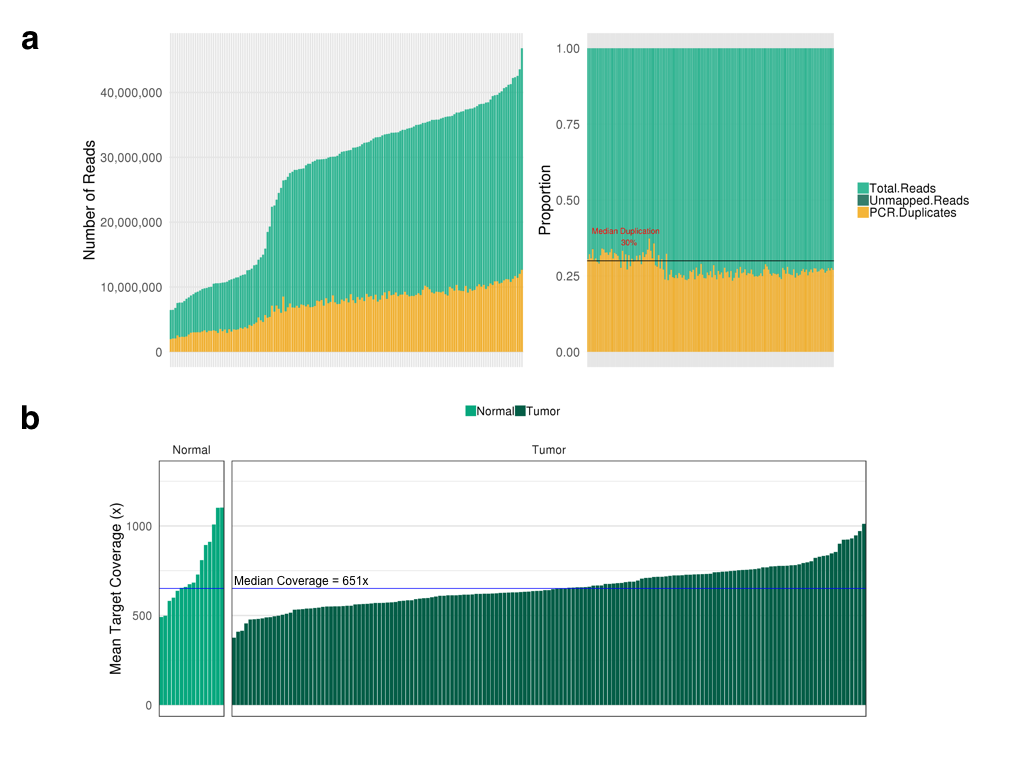 a
Number of Reads
40,000,000
30,000,000
20,000,000
10,000,000
0
Proportion
1.00
0.75
0.50
0.25
0.00
Median Duplication
30%
Total.Reads
Unmapped.Reads
PCR.Duplicates
b
Normal Tumor
Normal
Tumor
Mean Target Coverage (x)
1000
500
0
Median Coverage = 651x